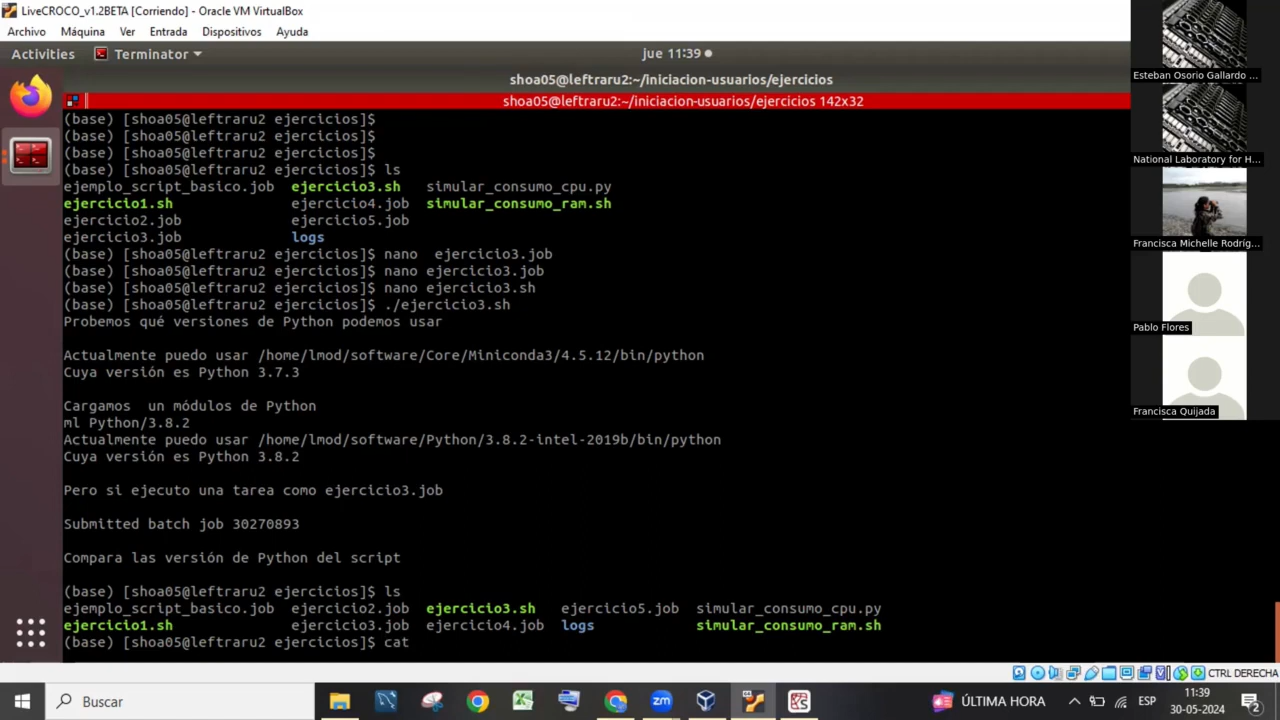 LiveCROCO_v1.2BETA [Corriendo] - Oracle VM VirtualBox
Archivo Máquina Ver Entrada Dispositivos Ayuda
Activities Terminator jue 11:39
shoa05@leftraru2:~/iniciacion-usuarios/ejercicios
shoa05@leftraru2:~/iniciacion-usuarios/ejercicios 142x32
(base) [shoa05@leftraru2 ejercicios]$
(base) [shoa05@leftraru2 ejercicios]$
(base) [shoa05@leftraru2 ejercicios]$
(base) [shoa05@leftraru2 ejercicios]$ ls
ejemplo_script_basico.job ejercicio3.sh simular_consumo_cpu.py
ejercicio1.sh ejercicio4.job simular_consumo_ram.sh
ejercicio2.job ejercicio5.job
ejercicio3.job logs
(base) [shoa05@leftraru2 ejercicios]$ nano  ejercicio3.job
(base) [shoa05@leftraru2 ejercicios]$ nano ejercicio3.job
(base) [shoa05@leftraru2 ejercicios]$ nano ejercicio3.sh
(base) [shoa05@leftraru2 ejercicios]$ ./ejercicio3.sh
Probemos qué versiones de Python podemos usar
Actualmente puedo usar /home/lmod/software/Core/Miniconda3/4.5.12/bin/python
Cuya versión es Python 3.7.3
Cargamos  un módulos de Python
ml Python/3.8.2
Actualmente puedo usar /home/lmod/software/Python/3.8.2-intel-2019b/bin/python
Cuya versión es Python 3.8.2
Pero si ejecuto una tarea como ejercicio3.job
Submitted batch job 30270893
Compara las versión de Python del script
(base) [shoa05@leftraru2 ejercicios]$ ls
ejemplo_script_basico.job ejercicio2.job ejercicio3.sh ejercicio5.job simular_consumo_cpu.py
ejercicio1.sh ejercicio3.job ejercicio4.job logs simular_consumo_ram.sh
(base) [shoa05@leftraru2 ejercicios]$ cat
Esteban Osorio Gallardo ...
National Laboratory for H...
Francisca Michelle Rodríg...
Pablo Flores
Francisca Quijada
CTRL DERECHA
Buscar
zm
ÚLTIMA HORA
ESP
11:39
30-05-2024
2